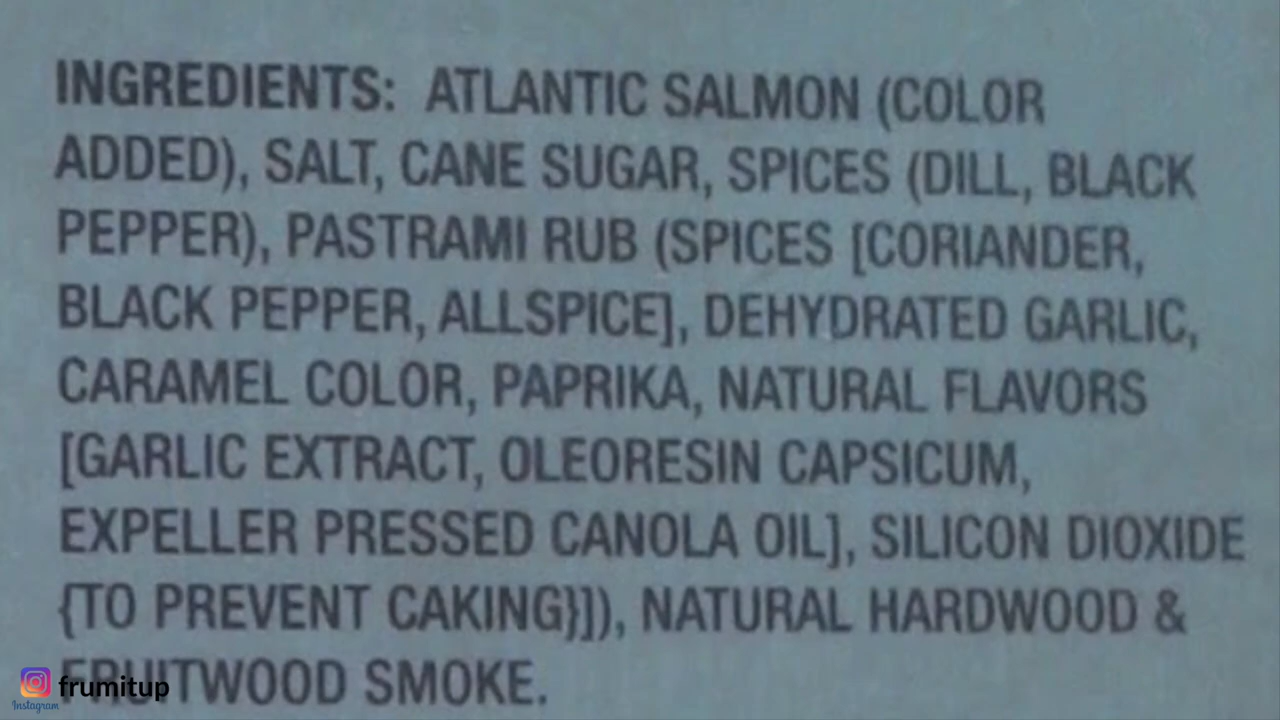 INGREDIENTS: ATLANTIC SALMON (COLOR
ADDED), SALT, CANE SUGAR, SPICES (DILL, BLACK
PEPPER), PASTRAMI RUB (SPICES [CORIANDER,
BLACK PEPPER, ALLSPICE], DEHYDRATED GARLIC,
CARAMEL COLOR, PAPRIKA, NATURAL FLAVORS
[GARLIC EXTRACT, OLEORESIN CAPSICUM,
EXPELLER PRESSED CANOLA OIL], SILICON DIOXIDE
{TO PREVENT CAKING}]), NATURAL HARDWOOD &
FRUITWOOD SMOKE.
frumitup
Instagram